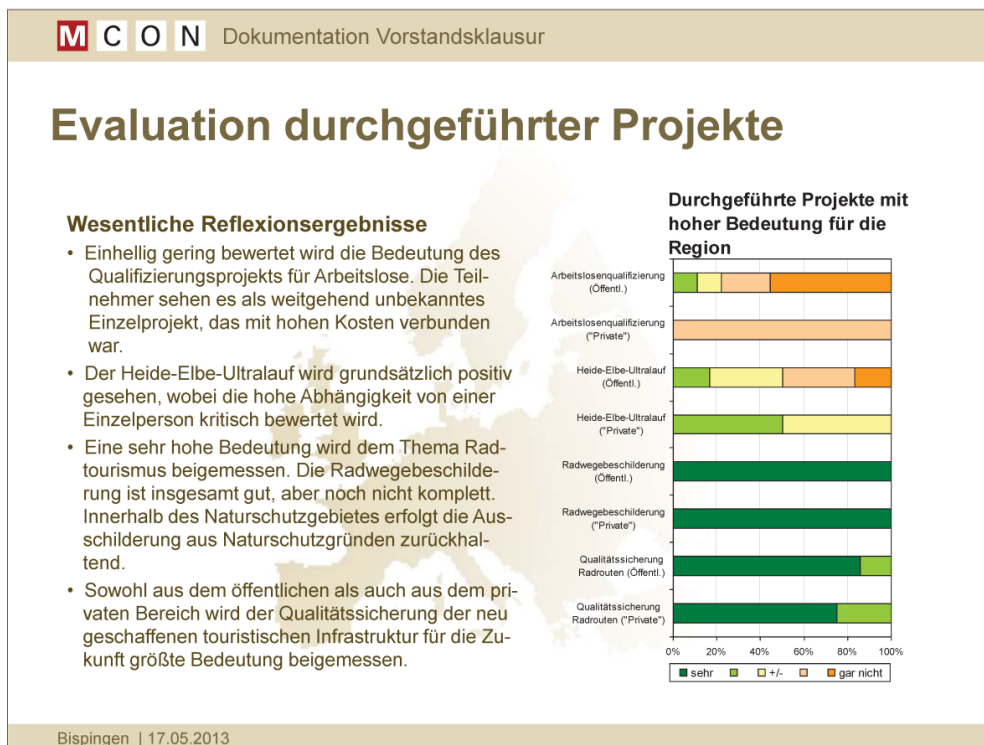 MCON Dokumentation Vorstandsklausur
Evaluation durchgeführter Projekte
Wesentliche Reflexionsergebnisse
• Einhellig gering bewertet wird die Bedeutung des
Qualifizierungsprojekts für Arbeitslose. Die Teil-
nehmer sehen es als weitgehend unbekanntes
Einzelprojekt, das mit hohen Kosten verbunden
war.
• Der Heide-Elbe-Ultralauf wird grundsätzlich positiv
gesehen, wobei die hohe Abhängigkeit von einer
Einzelperson kritisch bewertet wird.
• Eine sehr hohe Bedeutung wird dem Thema Rad-
tourismus beigemessen. Die Radwegebeschilde-
rung ist insgesamt gut, aber noch nicht komplett.
Innerhalb des Naturschutzgebietes erfolgt die Aus-
schilderung aus Naturschutzgründen zurückhal-
tend.
• Sowohl aus dem öffentlichen als auch aus dem pri-
vaten Bereich wird der Qualitätssicherung der neu
geschaffenen touristischen Infrastruktur für die Zu-
kunft größte Bedeutung beigemessen.
Durchgeführte Projekte mit
hoher Bedeutung für die
Region
Arbeitslosenqualifizierung
(Öffentl.)
Arbeitslosenqualifizierung
("Private")
Heide-Elbe-Ultralauf
(Öffentl.)
Heide-Elbe-Ultralauf
("Private")
Radwegebeschilderung
(Öffentl.)
Radwegebeschilderung
("Private")
Qualitätssicherung
Radrouten (Öffentl.)
Qualitätssicherung
Radrouten ("Private")
0% 20% 40% 60% 80% 100%
sehr +/- gar nicht
Bispingen | 17.05.2013